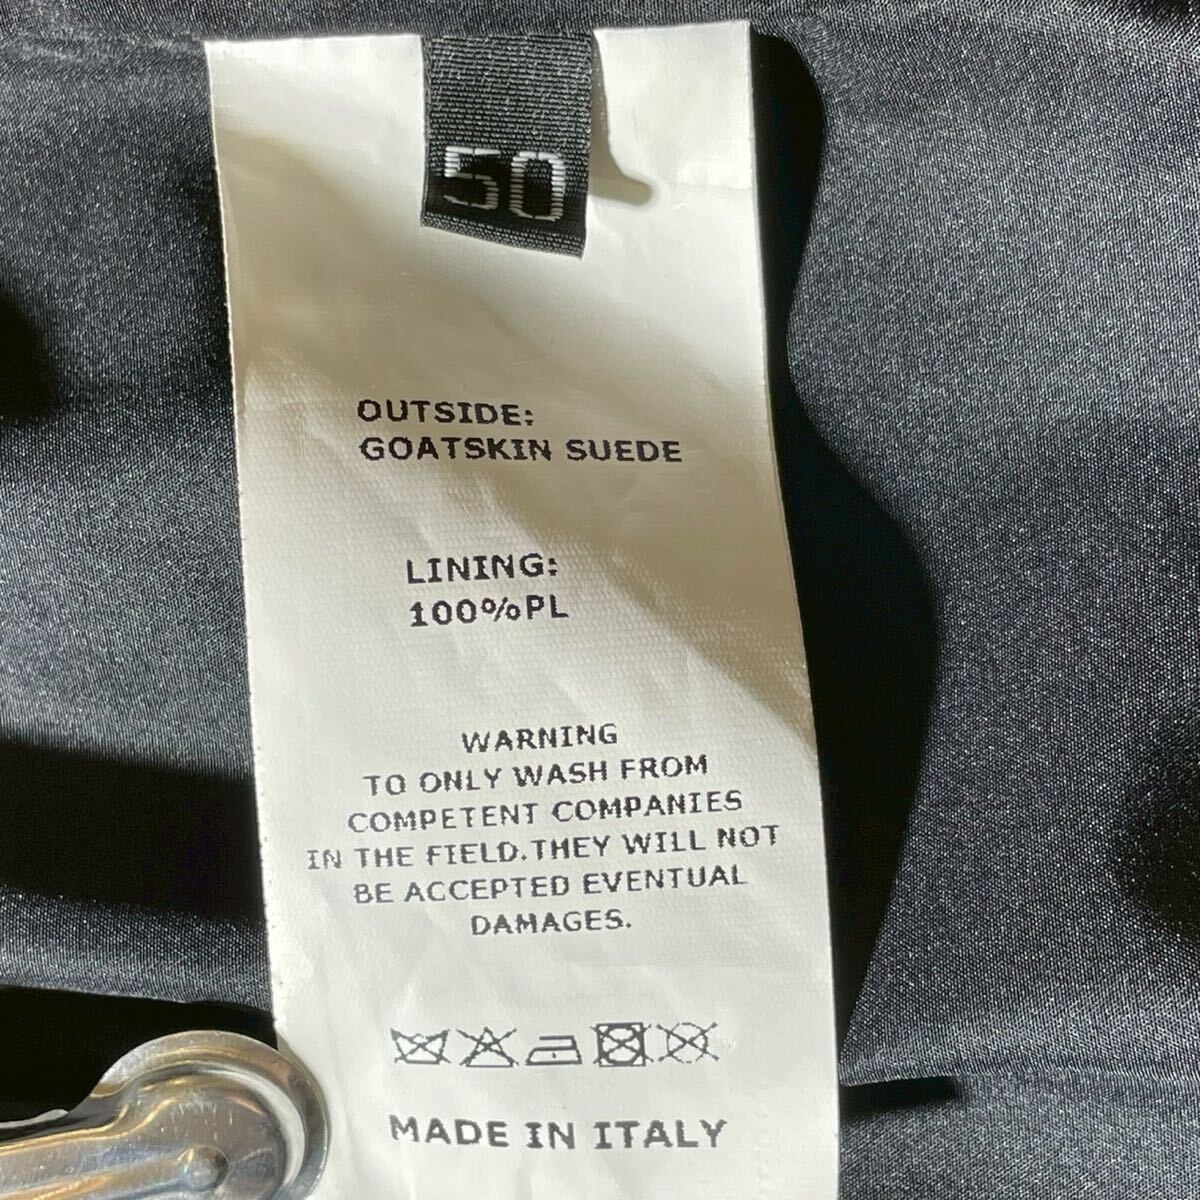 50
OUTSIDE:
GOATSKIN SUEDE
LINING:
100%PL
WARNING
TO ONLY WASH FROM
COMPETENT COMPANIES
IN THE FIELD.THEY WILL NOT
BE ACCEPTED EVENTUAL
DAMAGES.
MADE IN ITALY